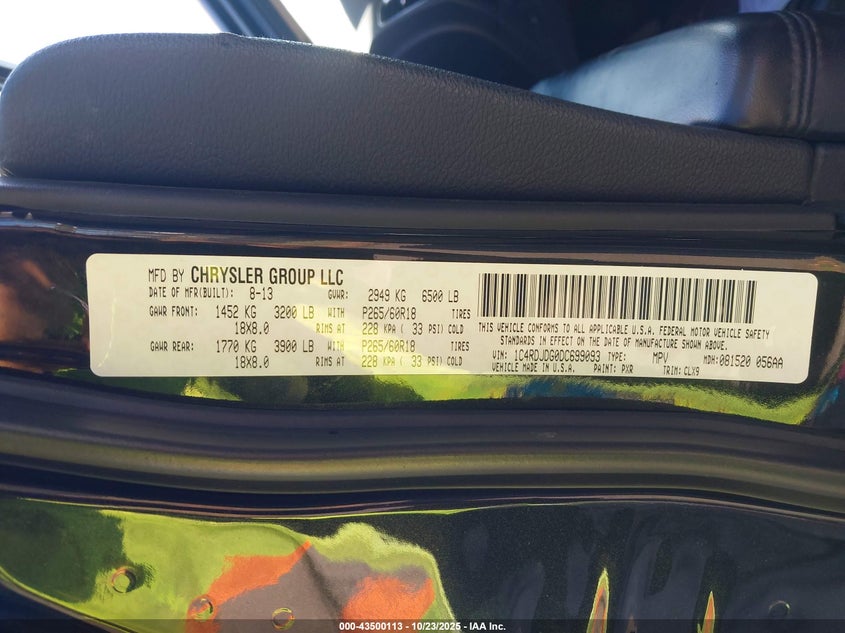 MFD BY CHRYSLER GROUP LLC
DATE OF MFR(BUILT): 8-13 GVWR: 2949 KG 6500 LB
GAWR FRONT: 1452 KG 3200 LB WITH P265/60R18 TIRES
18X8.0 RIMS AT 228 KPA ( 33 PSI) COLD
GAWR REAR: 1770 KG 3900 LB WITH P265/60R18 TIRES
18X8.0 RIMS AT 228 KPA ( 33 PSI) COLD
THIS VEHICLE CONFORMS TO ALL APPLICABLE U.S.A. FEDERAL MOTOR VEHICLE SAFETY
STANDARDS IN EFFECT ON THE DATE OF MANUFACTURE SHOWN ABOVE.
VIN: 1C4RDJDG0DC699093 TYPE: MPV MDH: 081520 056AA
VEHICLE MADE IN U.S.A. PAINT: PXR TRIM: CLX9
000-43500113 - 10/23/2025 - IAA Inc.